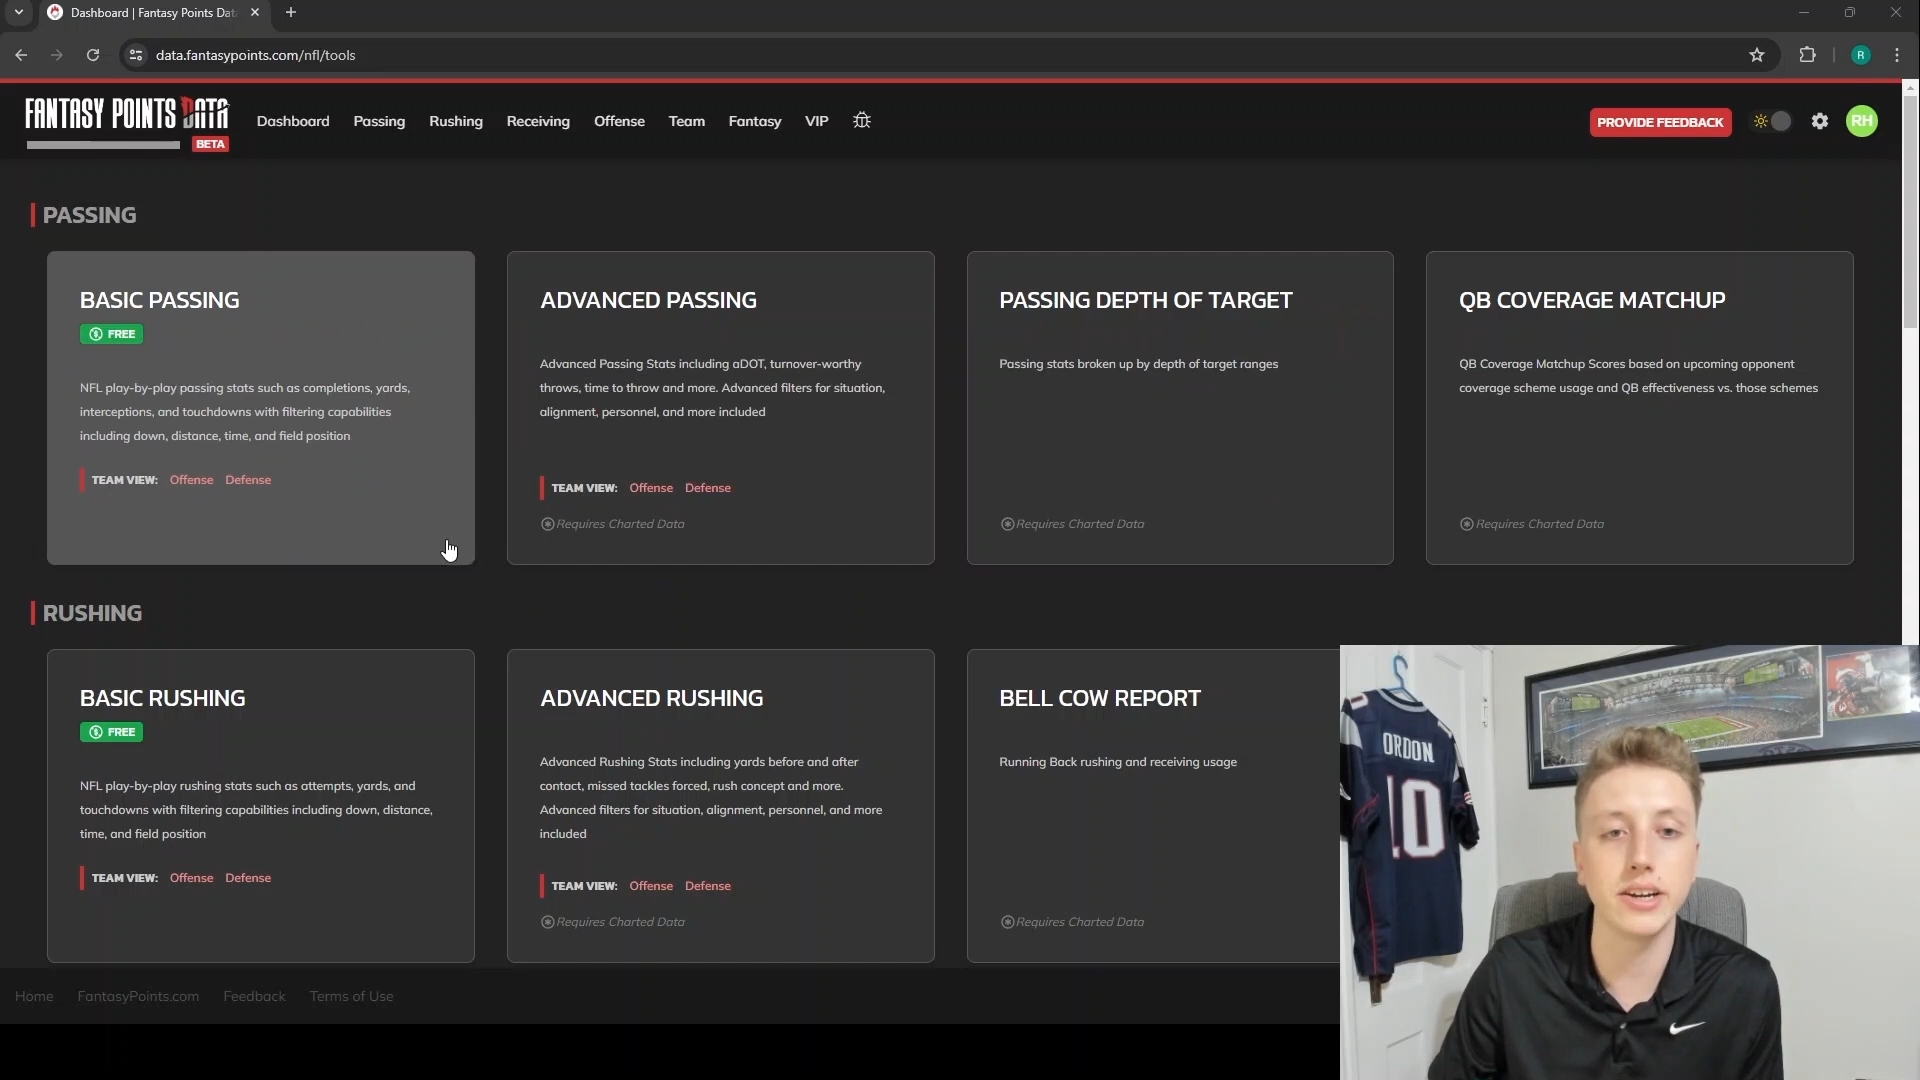 Dashboard | Fantasy Points Dat
data.fantasypoints.com/nfl/tools
R
FANTASY POINTS DATA
BETA
Dashboard
Passing
Rushing
Receiving
Offense
Team
Fantasy
VIP
PROVIDE FEEDBACK
RH
PASSING
BASIC PASSING
FREE
NFL play-by-play passing stats such as completions, yards,
interceptions, and touchdowns with filtering capabilities
including down, distance, time, and field position
TEAM VIEW: Offense Defense
ADVANCED PASSING
Advanced Passing Stats including aDOT, turnover-worthy
throws, time to throw and more. Advanced filters for situation,
alignment, personnel, and more included
TEAM VIEW: Offense Defense
Requires Charted Data
PASSING DEPTH OF TARGET
Passing stats broken up by depth of target ranges
Requires Charted Data
QB COVERAGE MATCHUP
QB Coverage Matchup Scores based on upcoming opponent
coverage scheme usage and QB effectiveness vs. those schemes
Requires Charted Data
RUSHING
BASIC RUSHING
FREE
NFL play-by-play rushing stats such as attempts, yards, and
touchdowns with filtering capabilities including down, distance,
time, and field position
TEAM VIEW: Offense Defense
ADVANCED RUSHING
Advanced Rushing Stats including yards before and after
contact, missed tackles forced, rush concept and more.
Advanced filters for situation, alignment, personnel, and more
included
TEAM VIEW: Offense Defense
Requires Charted Data
BELL COW REPORT
Running Back rushing and receiving usage
Requires Charted Data
ORDON
10
Home
FantasyPoints.com
Feedback
Terms of Use